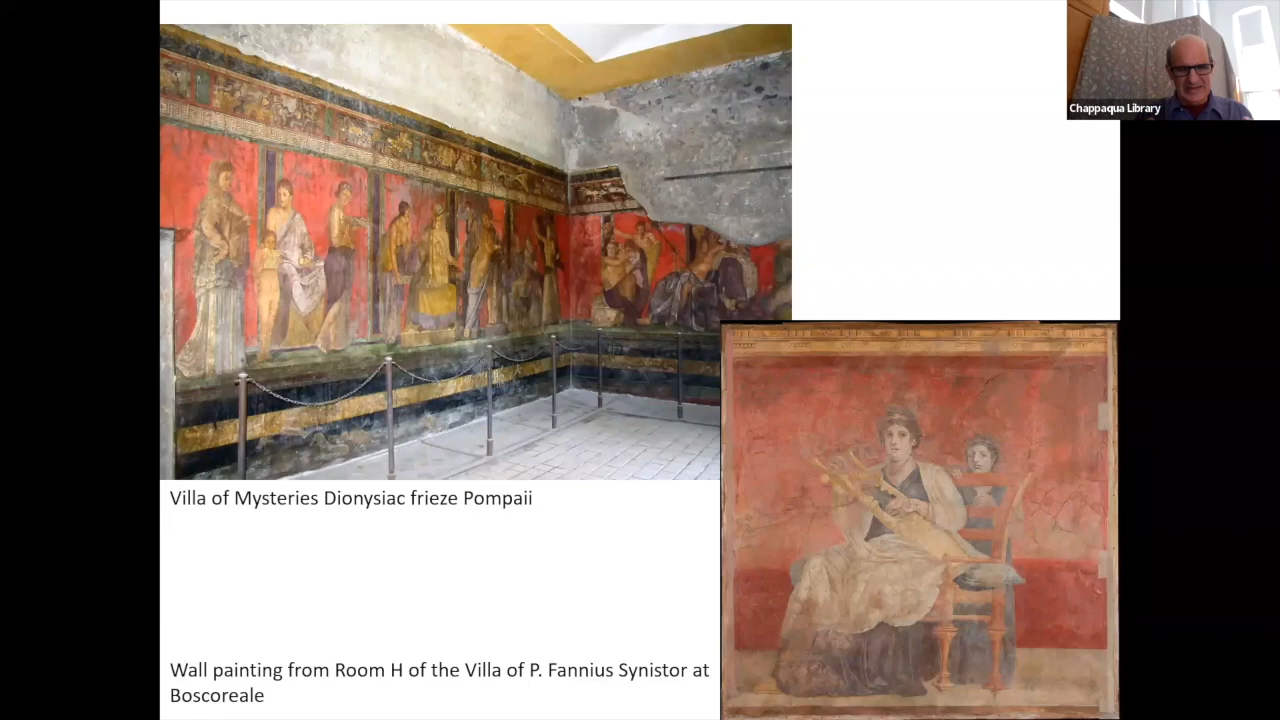 Chappaqua Library
Villa of Mysteries Dionysiac frieze Pompaii
Wall painting from Room H of the Villa of P. Fannius Synistor at
Boscoreale